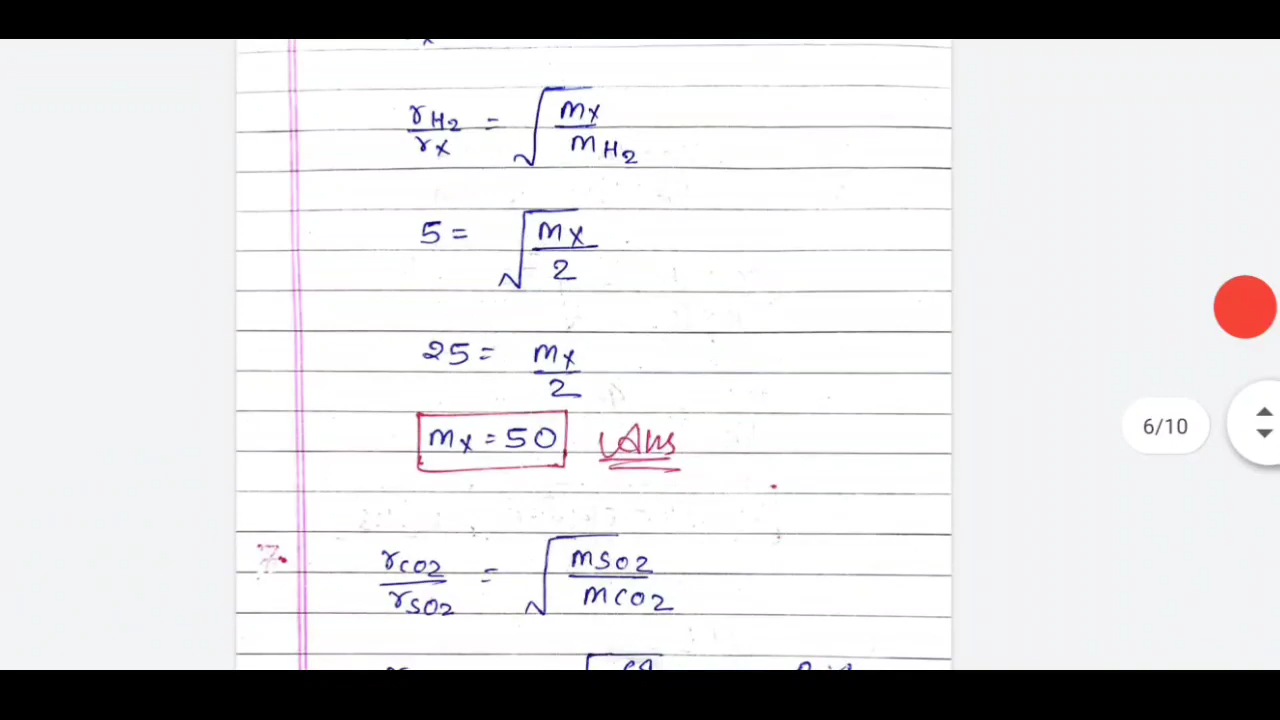 rH2/rx = √mx/mH2
5 = √mx/2
25 = mx/2
mx = 50 Ans
7. rCO2/rSO2 = √mSO2/mCO2
6/10